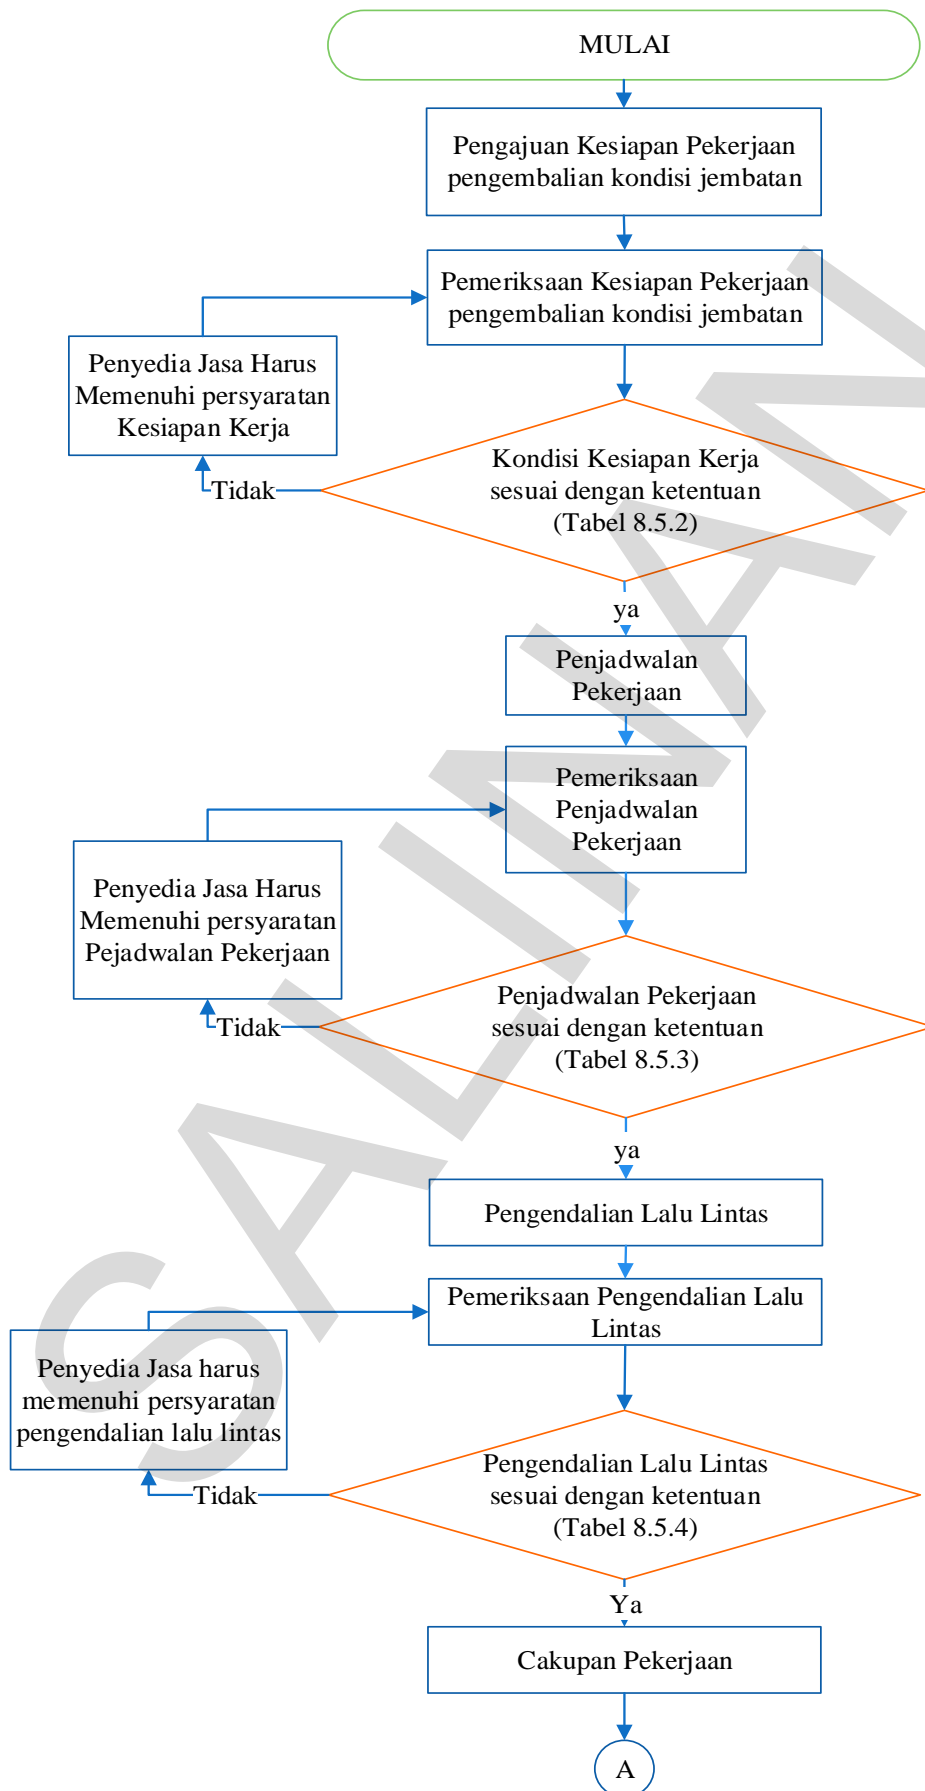 MULAI
Pengajuan Kesiapan Pekerjaan
pengembalian kondisi jembatan
Pemeriksaan Kesiapan Pekerjaan
pengembalian kondisi jembatan
Penyedia Jasa Harus
Memenuhi persyaratan
Kesiapan Kerja
Kondisi Kesiapan Kerja
sesuai dengan ketentuan
(Tabel 8.5.2)
Tidak
ya
Penjadwalan
Pekerjaan
Pemeriksaan
Penjadwalan
Pekerjaan
Penyedia Jasa Harus
Memenuhi persyaratan
Pejadwalan Pekerjaan
Penjadwalan Pekerjaan
sesuai dengan ketentuan
(Tabel 8.5.3)
Tidak
ya
Pengendalian Lalu Lintas
Pemeriksaan Pengendalian Lalu
Lintas
Penyedia Jasa harus
memenuhi persyaratan
pengendalian lalu lintas
Pengendalian Lalu Lintas
sesuai dengan ketentuan
(Tabel 8.5.4)
Tidak
Ya
Cakupan Pekerjaan
A
SALINAN